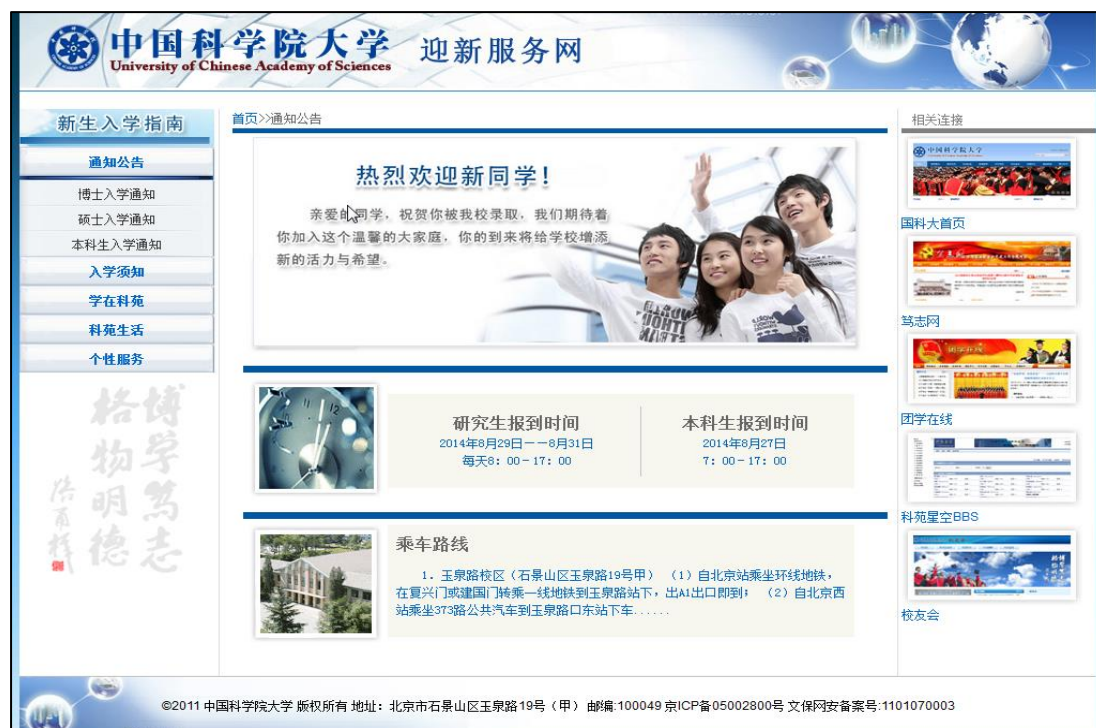 中国科学院大学 迎新服务网
University of Chinese Academy of Sciences
新生入学指南
通知公告
博士入学通知
硕士入学通知
本科生入学通知
入学须知
学在科苑
科苑生活
个性服务
博学笃志
格物明德
首页>>通知公告
热烈欢迎新同学！
亲爱的同学，祝贺你被我校录取，我们期待着
你加入这个温馨的大家庭，你的到来将给学校增添
新的活力与希望。
研究生报到时间
2014年8月29日－－8月31日
每天8：00－17：00
本科生报到时间
2014年8月27日
7：00－17：00
乘车路线
1. 玉泉路校区（石景山区玉泉路19号甲） （1）自北京站乘坐环线地铁，
在复兴门或建国门转乘一线地铁到玉泉路站下，出A1出口即到； （2）自北京西
站乘坐373路公共汽车到玉泉路口东站下车......
相关连接
中国科学院大学
国科大首页
笃志网
团学在线
团学在线
科苑星空BBS
校友会
©2011 中国科学院大学 版权所有 地址：北京市石景山区玉泉路19号（甲） 邮编:100049 京ICP备05002800号 文保网安备案号:1101070003